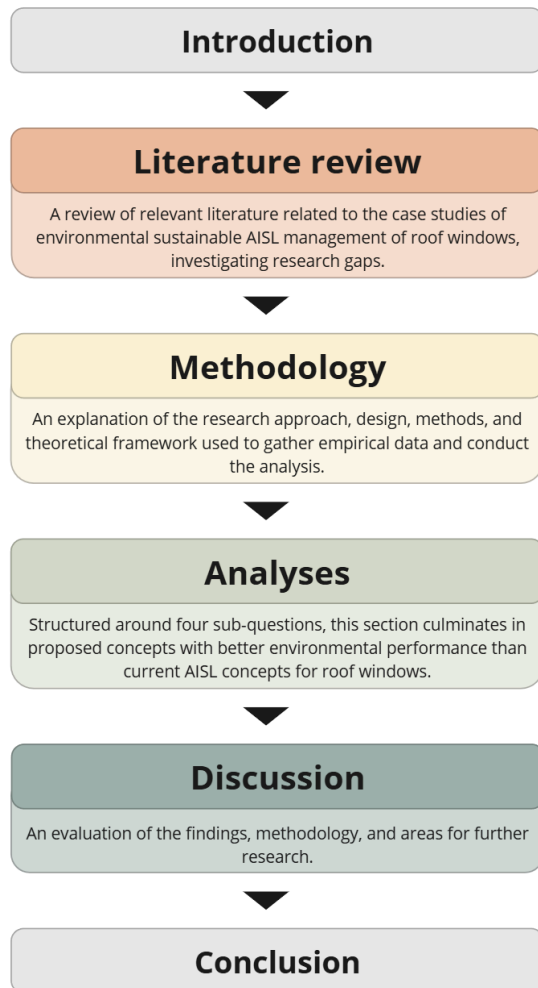 Introduction
Literature review
A review of relevant literature related to the case studies of
environmental sustainable AISL management of roof windows,
investigating research gaps.
Methodology
An explanation of the research approach, design, methods, and
theoretical framework used to gather empirical data and conduct
the analysis.
Analyses
Structured around four sub-questions, this section culminates in
proposed concepts with better environmental performance than
current AISL concepts for roof windows.
Discussion
An evaluation of the findings, methodology, and areas for further
research.
Conclusion